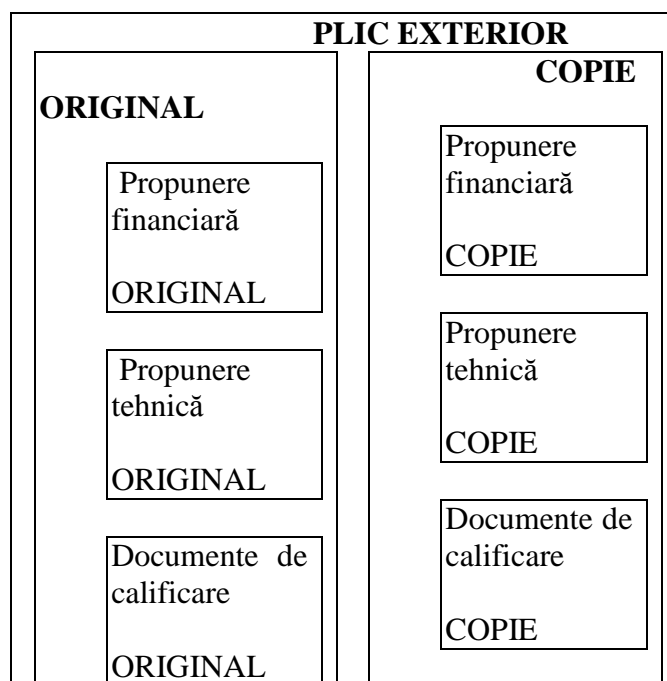 PLIC EXTERIOR
ORIGINAL
Propunere
financiară
ORIGINAL
Propunere
tehnică
ORIGINAL
Documente de
calificare
ORIGINAL
COPIE
Propunere
financiară
COPIE
Propunere
tehnică
COPIE
Documente de
calificare
COPIE